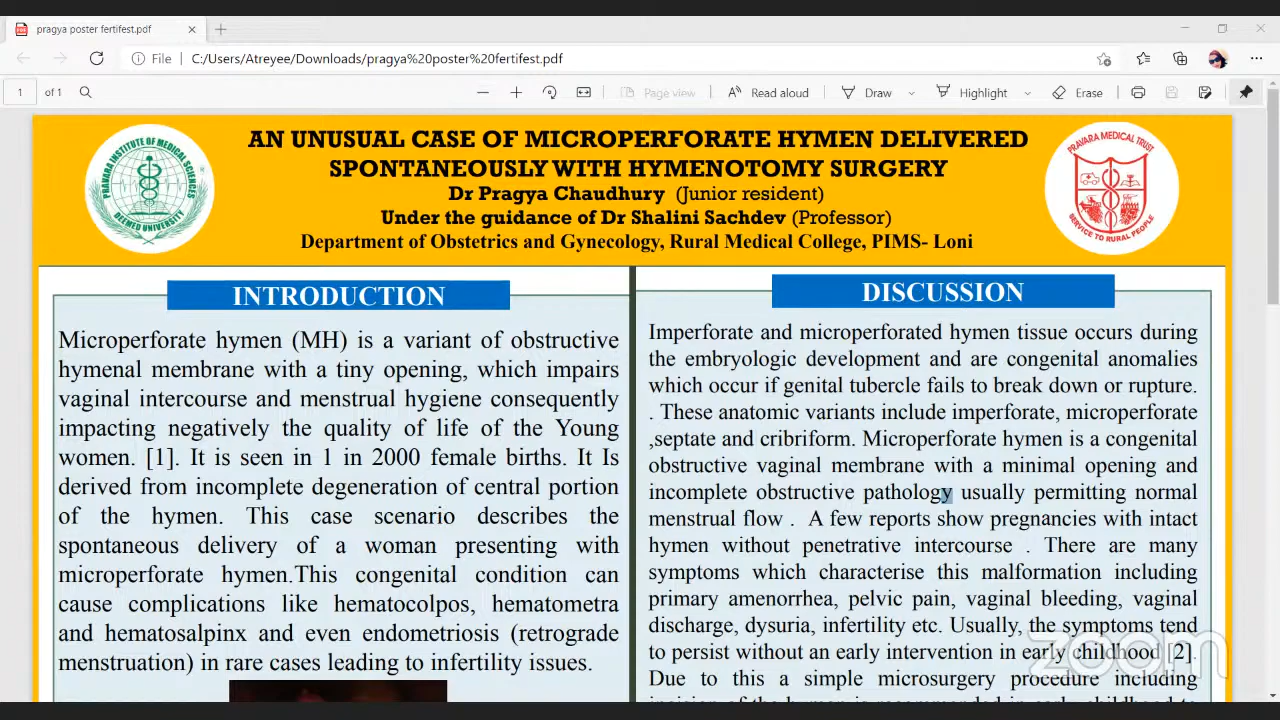 pragya poster fertifest.pdf
File
C:/Users/Atreyee/Downloads/pragya%20poster%20fertifest.pdf
1 of 1
Page view
Read aloud
Draw
Highlight
Erase
PRAVARA INSTITUTE OF MEDICAL SCIENCES
DEEMED UNIVERSITY
AN UNUSUAL CASE OF MICROPERFORATE HYMEN DELIVERED
SPONTANEOUSLY WITH HYMENOTOMY SURGERY
Dr Pragya Chaudhury (Junior resident)
Under the guidance of Dr Shalini Sachdev (Professor)
Department of Obstetrics and Gynecology, Rural Medical College, PIMS- Loni
PRAVARA MEDICAL TRUST
SERVICE TO RURAL PEOPLE
INTRODUCTION
Microperforate hymen (MH) is a variant of obstructive
hymenal membrane with a tiny opening, which impairs
vaginal intercourse and menstrual hygiene consequently
impacting negatively the quality of life of the Young
women. [1]. It is seen in 1 in 2000 female births. It Is
derived from incomplete degeneration of central portion
of the hymen. This case scenario describes the
spontaneous delivery of a woman presenting with
microperforate hymen.This congenital condition can
cause complications like hematocolpos, hematometra
and hematosalpinx and even endometriosis (retrograde
menstruation) in rare cases leading to infertility issues.
DISCUSSION
Imperforate and microperforated hymen tissue occurs during
the embryologic development and are congenital anomalies
which occur if genital tubercle fails to break down or rupture.
. These anatomic variants include imperforate, microperforate
,septate and cribriform. Microperforate hymen is a congenital
obstructive vaginal membrane with a minimal opening and
incomplete obstructive pathology usually permitting normal
menstrual flow . A few reports show pregnancies with intact
hymen without penetrative intercourse . There are many
symptoms which characterise this malformation including
primary amenorrhea, pelvic pain, vaginal bleeding, vaginal
discharge, dysuria, infertility etc. Usually, the symptoms tend
to persist without an early intervention in early childhood [2].
Due to this a simple microsurgery procedure including
incision of the hymen is recommended in early childhood to
zoom